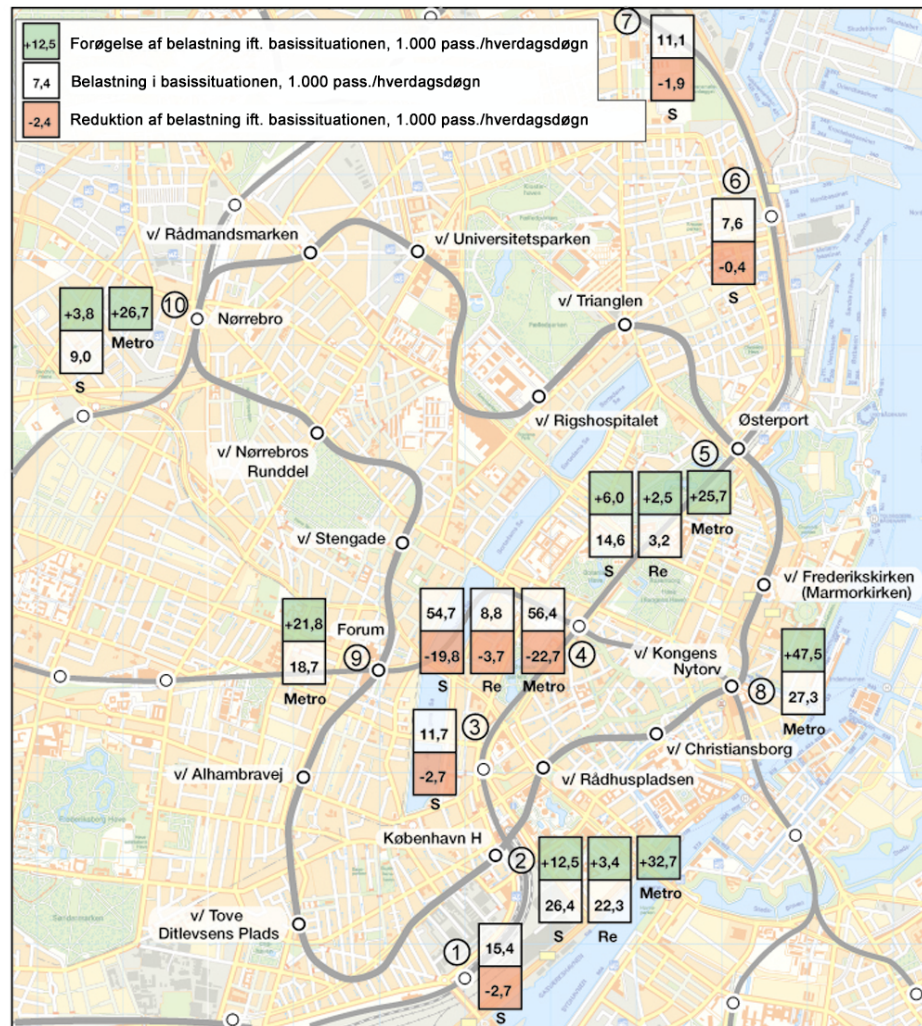 +12,5 Forøgelse af belastning ift. basissituationen, 1.000 pass./hverdagsdøgn
7,4 Belastning i basissituationen, 1.000 pass./hverdagsdøgn
-2,4 Reduktion af belastning ift. basissituationen, 1.000 pass./hverdagsdøgn
7
11,1
-1,9
S
6
7,6
-0,4
S
v/ Rådmandsmarken
v/ Universitetsparken
v/ Trianglen
10
Nørrebro
+3,8
+26,7
9,0
Metro
S
v/ Rigshospitalet
Østerport
v/ Nørrebros
Runddel
5
+6,0
+2,5
+25,7
14,6
3,2
Metro
S
Re
v/ Stengade
v/ Frederikskirken
(Marmorkirken)
+21,8
18,7
Metro
Forum
9
54,7
8,8
56,4
-19,8
-3,7
-22,7
S
Re
Metro
4
v/ Kongens
Nytorv
+47,5
27,3
Metro
8
3
11,7
-2,7
S
v/ Christiansborg
v/ Alhambravej
v/ Rådhuspladsen
København H
2
+12,5
+3,4
+32,7
26,4
22,3
Metro
S
Re
v/ Tove
Ditlevsens Plads
1
15,4
-2,7
S